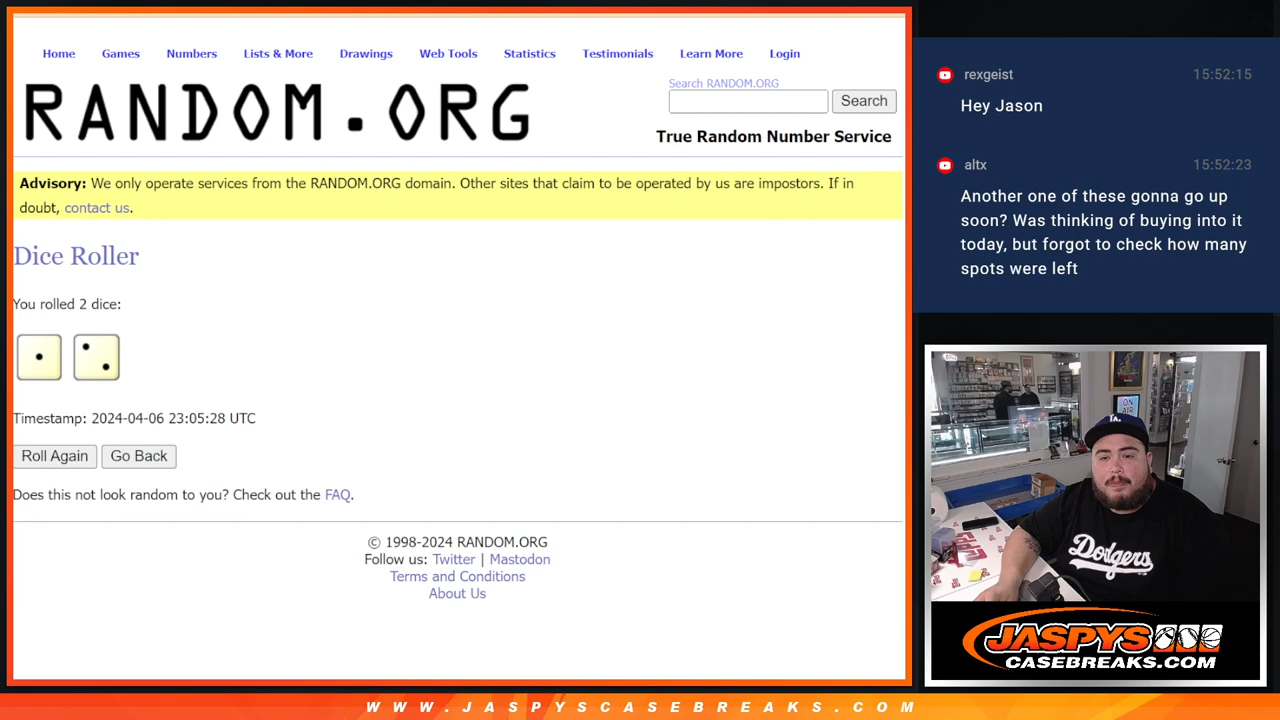 Home Games Numbers Lists & More Drawings Web Tools Statistics Testimonials Learn More Login
RANDOM.ORG
Search RANDOM.ORG
Search
True Random Number Service
Advisory: We only operate services from the RANDOM.ORG domain. Other sites that claim to be operated by us are impostors. If in
doubt, contact us.
Dice Roller
You rolled 2 dice:
Timestamp: 2024-04-06 23:05:28 UTC
Roll Again Go Back
Does this not look random to you? Check out the FAQ.
© 1998-2024 RANDOM.ORG
Follow us: Twitter | Mastodon
Terms and Conditions
About Us
rexgeist 15:52:15
Hey Jason
altx 15:52:23
Another one of these gonna go up
soon? Was thinking of buying into it
today, but forgot to check how many
spots were left
ON
AIR
LA
Dodgers
JASPYS
CASEBREAKS.COM
WWW.JASPYSCASEBREAKS.COM